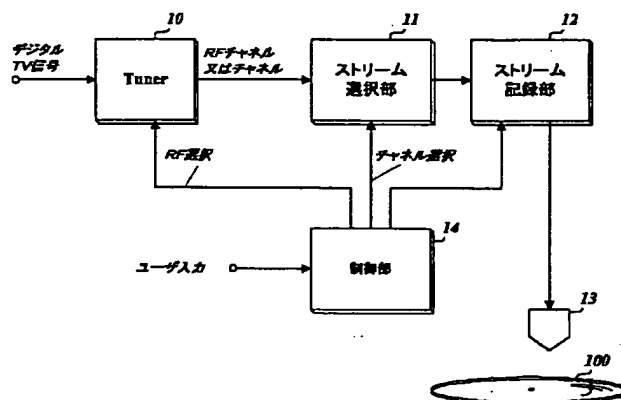 10
11
12
デジタル
TV信号
Tuner
RFチャネル
又はチャネル
ストリーム
選択部
ストリーム
記録部
RF選択
チャネル選択
14
ユーザ入力
制御部
13
100